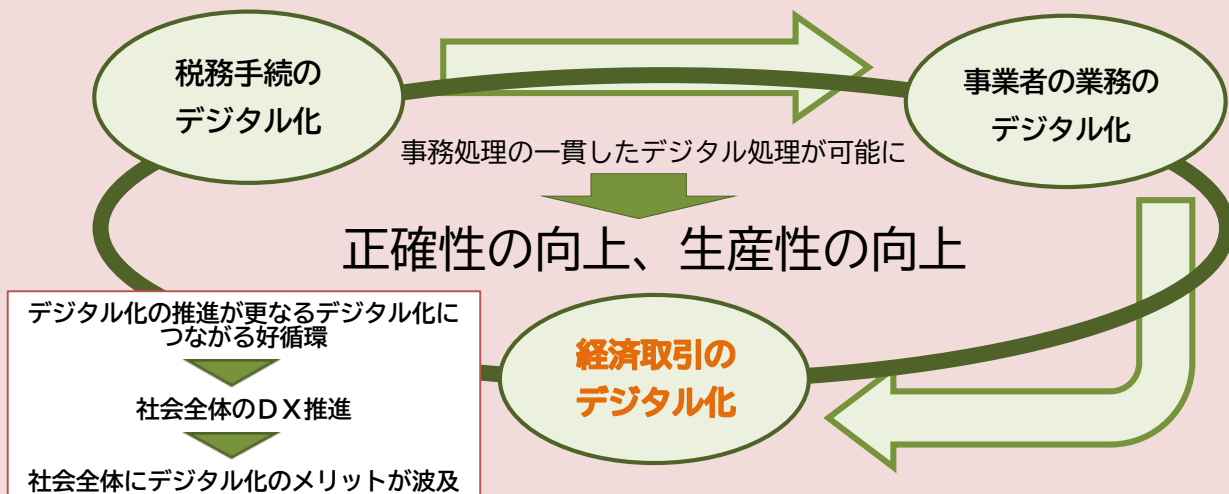 税務手続の
デジタル化
事業者の業務の
デジタル化
事務処理の一貫したデジタル処理が可能に
正確性の向上、生産性の向上
デジタル化の推進が更なるデジタル化に
つながる好循環
社会全体のＤＸ推進
社会全体にデジタル化のメリットが波及
経済取引の
デジタル化